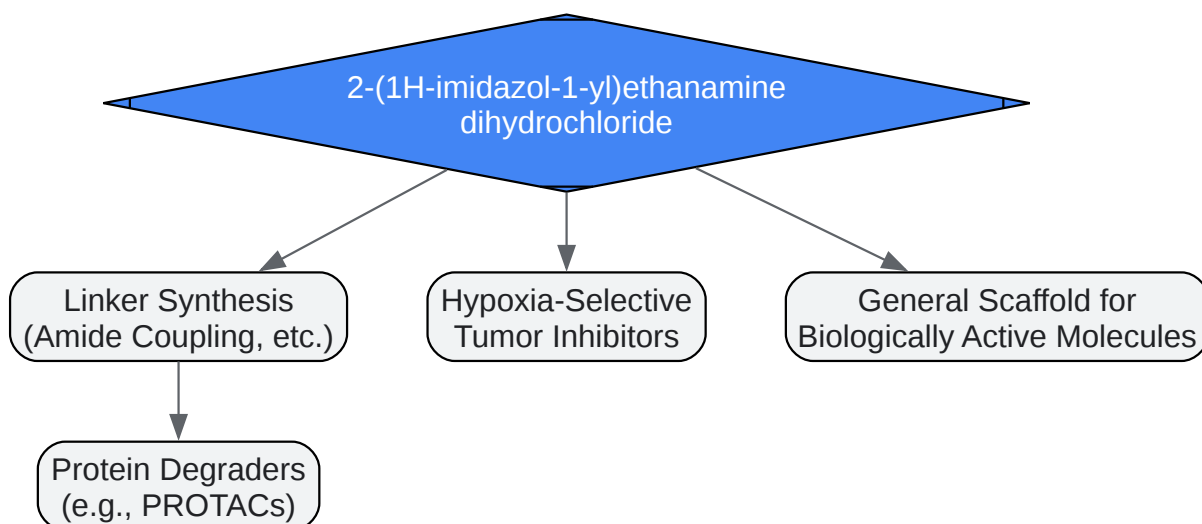 2-(1H-imidazol-1-yl)ethanamine
dihydrochloride
Linker Synthesis
(Amide Coupling, etc.)
Hypoxia-Selective
Tumor Inhibitors
General Scaffold for
Biologically Active Molecules
Protein Degraders
(e.g., PROTACs)